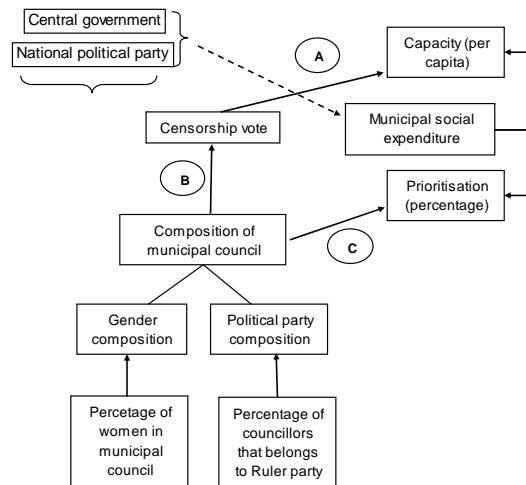 Central government
National political party
A
Capacity (per
capita)
Censorship vote
Municipal social
expenditure
B
Prioritisation
(percentage)
Composition of
municipal council
C
Gender
composition
Political party
composition
Percetage of
women in
municipal
council
Percentage of
councillors
that belongs
to Ruler party